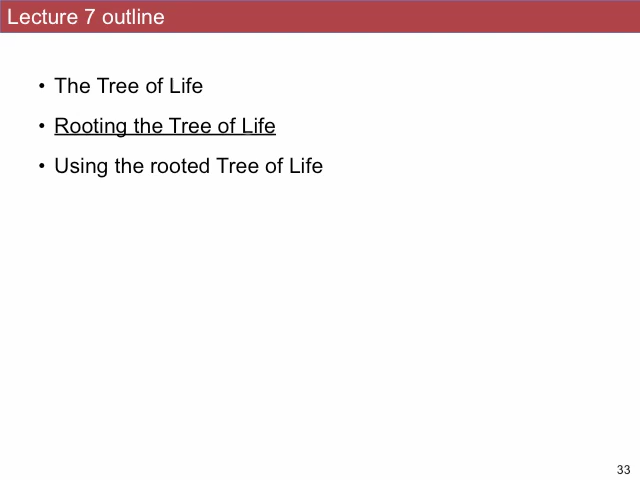 Lecture 7 outline
• The Tree of Life
• Rooting the Tree of Life
• Using the rooted Tree of Life
33